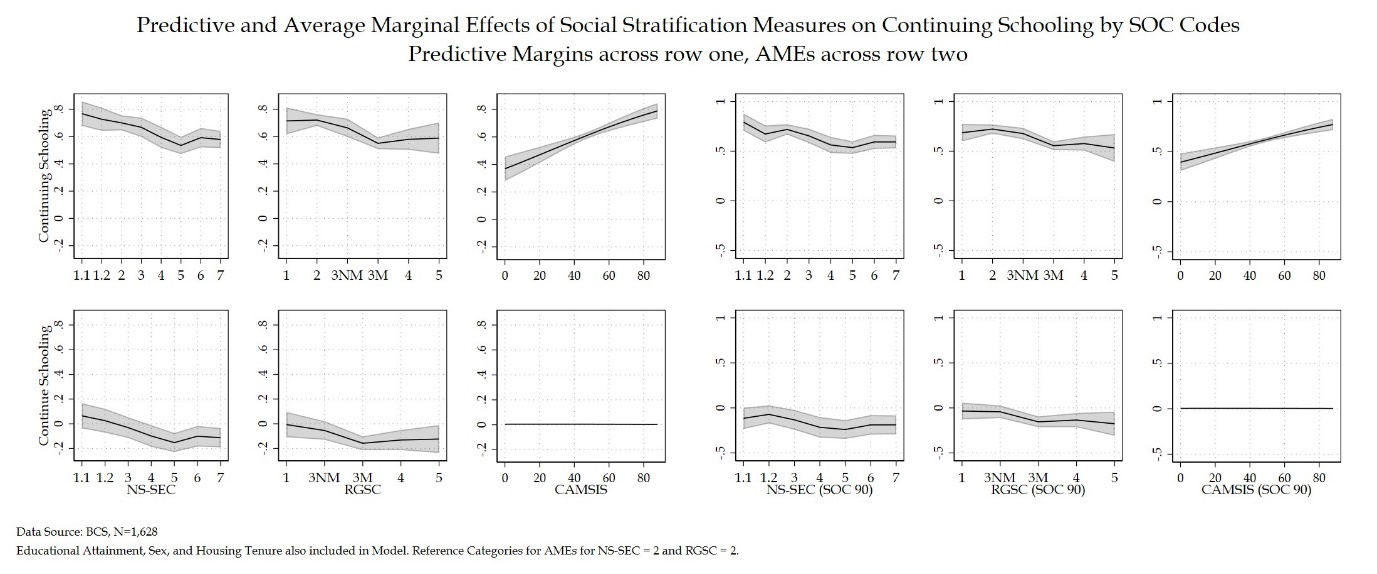 Predictive and Average Marginal Effects of Social Stratification Measures on Continuing Schooling by SOC Codes
Predictive Margins across row one, AMEs across row two
Continuing Schooling
.8
.6
.4
.2
0
-.2
1.1 1.2 2 3 4 5 6 7
.8
.6
.4
.2
0
-.2
1 2 3NM 3M 4 5
.8
.6
.4
.2
0
-.2
0 20 40 60 80
1
.5
0
-.5
1.1 1.2 2 3 4 5 6 7
1
.5
0
-.5
1 2 3NM 3M 4 5
1
.5
0
-.5
0 20 40 60 80
Continue Schooling
.8
.6
.4
.2
0
-.2
1.1 1.2 3 4 5 6 7
NS-SEC
.8
.6
.4
.2
0
-.2
1 3NM 3M 4 5
RGSC
.8
.6
.4
.2
0
-.2
0 20 40 60 80
CAMSIS
1
.5
0
-.5
1.1 1.2 3 4 5 6 7
NS-SEC (SOC 90)
1
.5
0
-.5
1 3NM 3M 4 5
RGSC (SOC 90)
1
.5
0
-.5
0 20 40 60 80
CAMSIS (SOC 90)
Data Source: BCS, N=1,628
Educational Attainment, Sex, and Housing Tenure also included in Model. Reference Categories for AMEs for NS-SEC = 2 and RGSC = 2.